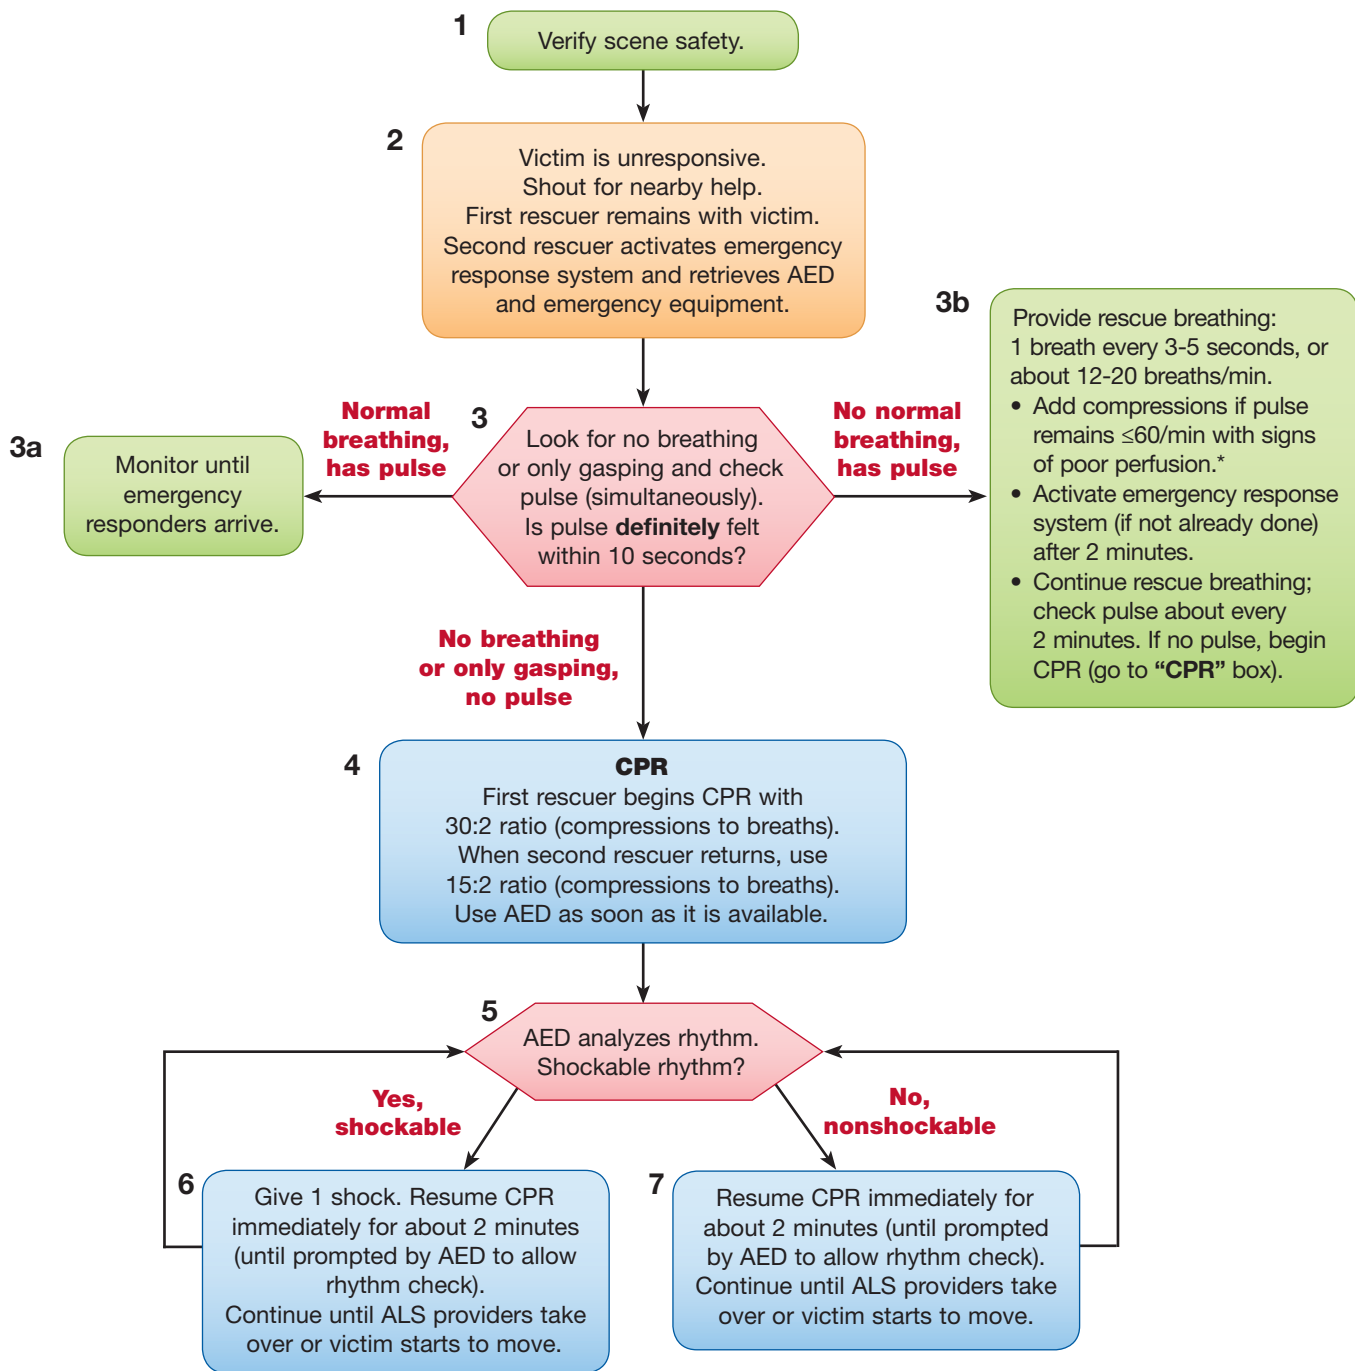 1
Verify scene safety.
2
Victim is unresponsive.
Shout for nearby help.
First rescuer remains with victim.
Second rescuer activates emergency
response system and retrieves AED
and emergency equipment.
3
Look for no breathing
or only gasping and check
pulse (simultaneously).
Is pulse definitely felt
within 10 seconds?
Normal
breathing,
has pulse
3a
Monitor until
emergency
responders arrive.
No normal
breathing,
has pulse
3b
Provide rescue breathing:
1 breath every 3-5 seconds, or
about 12-20 breaths/min.
• Add compressions if pulse
remains ≤60/min with signs
of poor perfusion.*
• Activate emergency response
system (if not already done)
after 2 minutes.
• Continue rescue breathing;
check pulse about every
2 minutes. If no pulse, begin
CPR (go to “CPR” box).
No breathing
or only gasping,
no pulse
4
CPR
First rescuer begins CPR with
30:2 ratio (compressions to breaths).
When second rescuer returns, use
15:2 ratio (compressions to breaths).
Use AED as soon as it is available.
5
AED analyzes rhythm.
Shockable rhythm?
Yes,
shockable
No,
nonshockable
6
Give 1 shock. Resume CPR
immediately for about 2 minutes
(until prompted by AED to allow
rhythm check).
Continue until ALS providers take
over or victim starts to move.
7
Resume CPR immediately for
about 2 minutes (until prompted
by AED to allow rhythm check).
Continue until ALS providers take
over or victim starts to move.